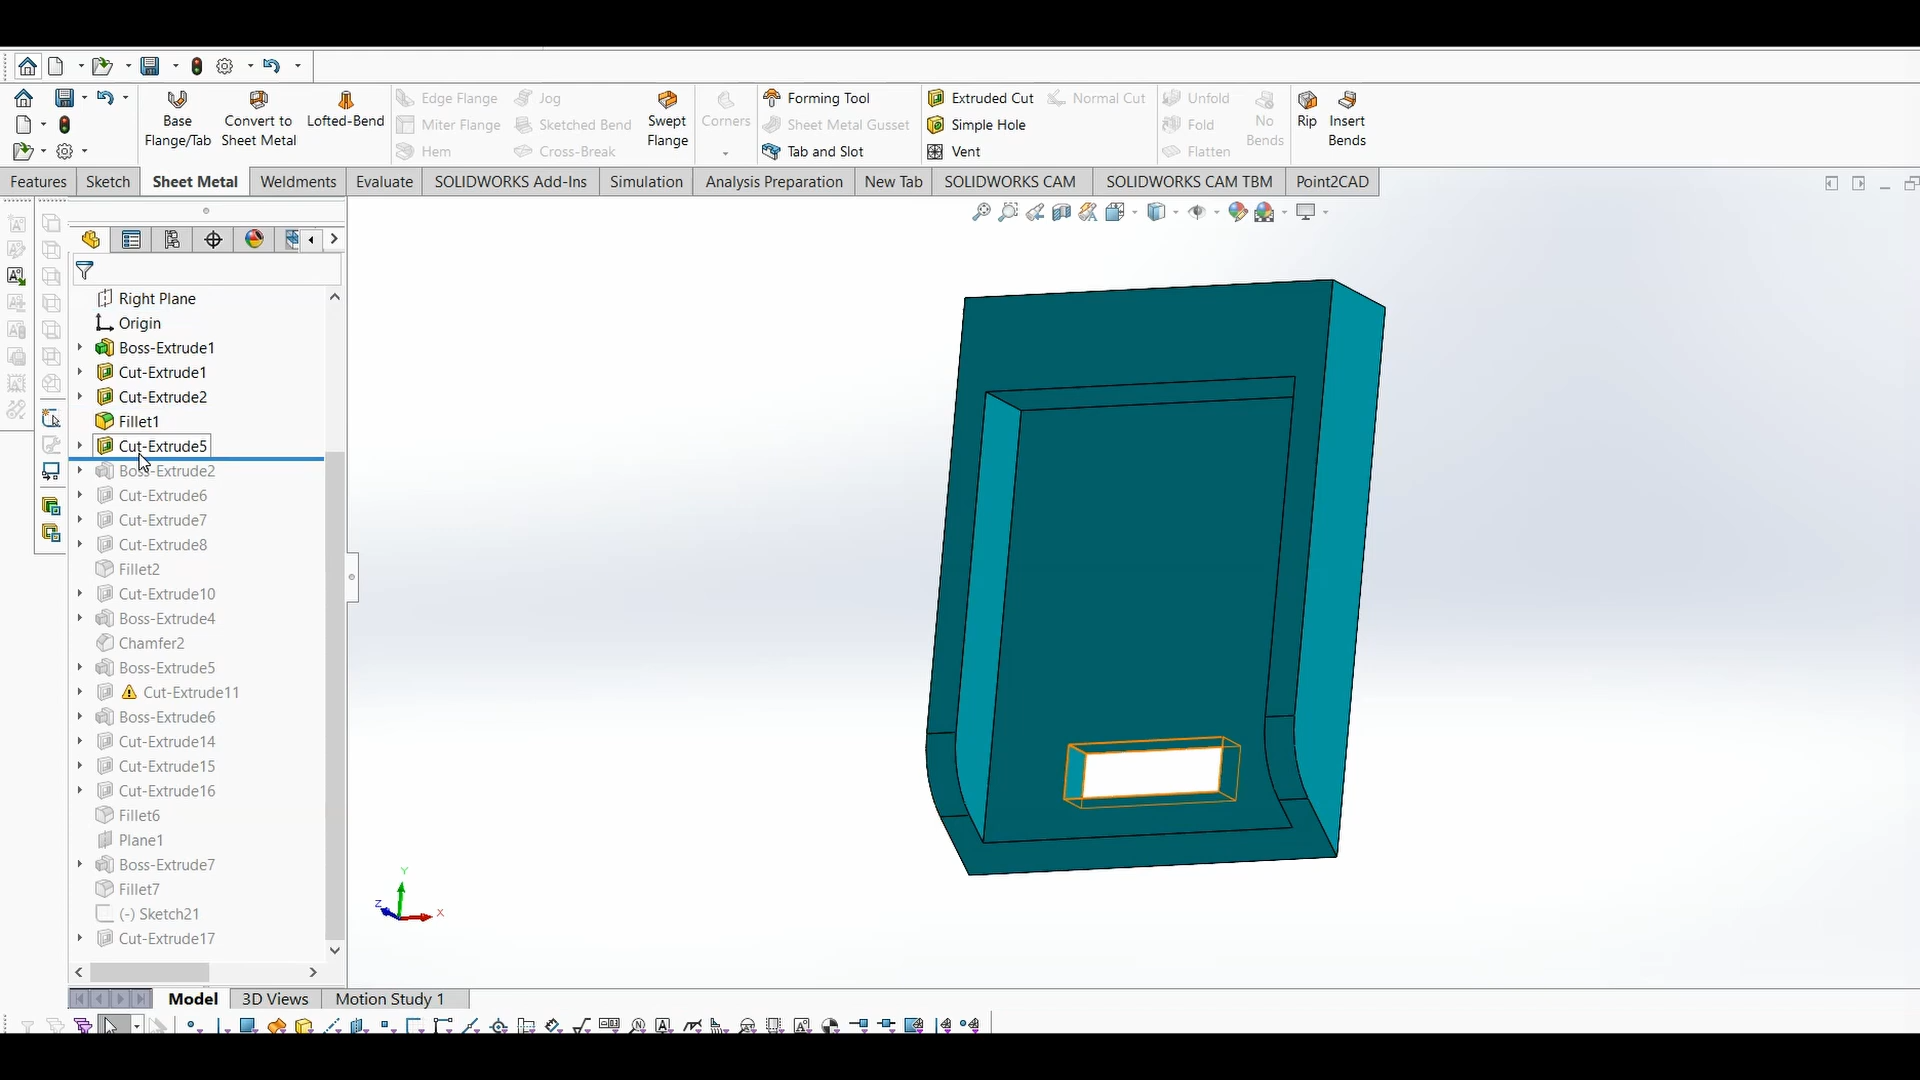 Base
Flange/Tab
Convert to
Sheet Metal
Lofted-Bend
Edge Flange
Miter Flange
Hem
Jog
Sketched Bend
Cross-Break
Swept
Flange
Corners
Forming Tool
Sheet Metal Gusset
Tab and Slot
Extruded Cut
Simple Hole
Vent
Normal Cut
Unfold
Fold
Flatten
No
Bends
Rip
Insert
Bends
Features
Sketch
Sheet Metal
Weldments
Evaluate
SOLIDWORKS Add-Ins
Simulation
Analysis Preparation
New Tab
SOLIDWORKS CAM
SOLIDWORKS CAM TBM
Point2CAD
Right Plane
Origin
Boss-Extrude1
Cut-Extrude1
Cut-Extrude2
Fillet1
Cut-Extrude5
Boss-Extrude2
Cut-Extrude6
Cut-Extrude7
Cut-Extrude8
Fillet2
Cut-Extrude10
Boss-Extrude4
Chamfer2
Boss-Extrude5
Cut-Extrude11
Boss-Extrude6
Cut-Extrude14
Cut-Extrude15
Cut-Extrude16
Fillet6
Plane1
Boss-Extrude7
Fillet7
(-) Sketch21
Cut-Extrude17
Y
Z
X
Model
3D Views
Motion Study 1